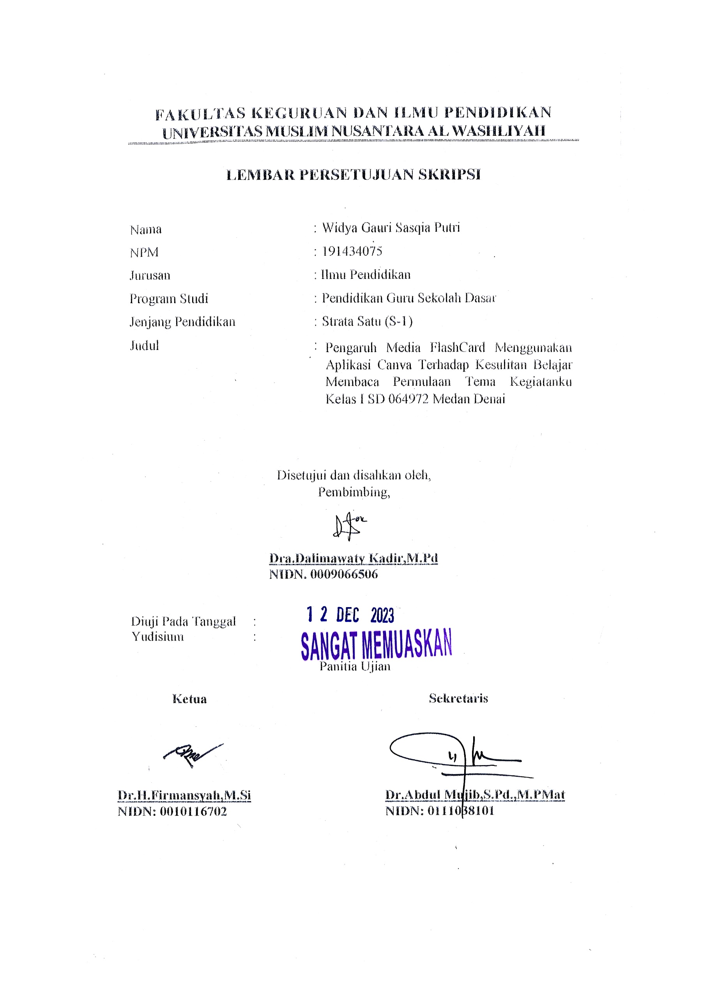 FAKULTAS KEGURUAN DAN ILMU PENDIDIKAN
UNIVERSITAS MUSLIM NUSANTARA AL WASHLIYAH
LEMBAR PERSETUJUAN SKRIPSI
Nama : Widya Gauri Sasqia Putri
NPM : 191434075
Jurusan : Ilmu Pendidikan
Program Studi : Pendidikan Guru Sekolah Dasar
Jenjang Pendidikan : Strata Satu (S-1)
Judul : Pengaruh Media FlashCard Menggunakan
Aplikasi Canva Terhadap Kesulitan Belajar
Membaca Permulaan Tema Kegiatanku
Kelas I SD 064972 Medan Denai
Disetujui dan disahkan oleh,
Pembimbing,
Dra.Dalimawaty Kadir,M.Pd
NIDN. 0009066506
Diuji Pada Tanggal : 12 DEC 2023
Yudisium : SANGAT MEMUASKAN
Panitia Ujian
Ketua Sekretaris
Dr.H.Firmansyah,M.Si Dr.Abdul Mujib,S.Pd.,M.PMat
NIDN: 0010116702 NIDN: 0111038101